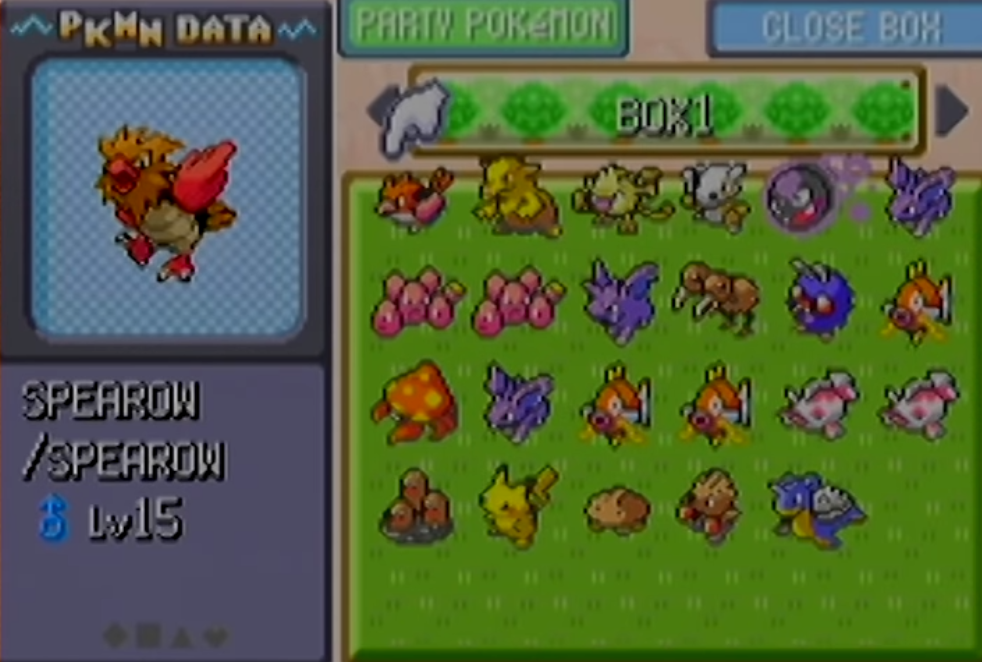 PKMN DATA
PARTY POKéMON
CLOSE BOX
BOX1
SPEAROW
/SPEAROW
♂ Lv15